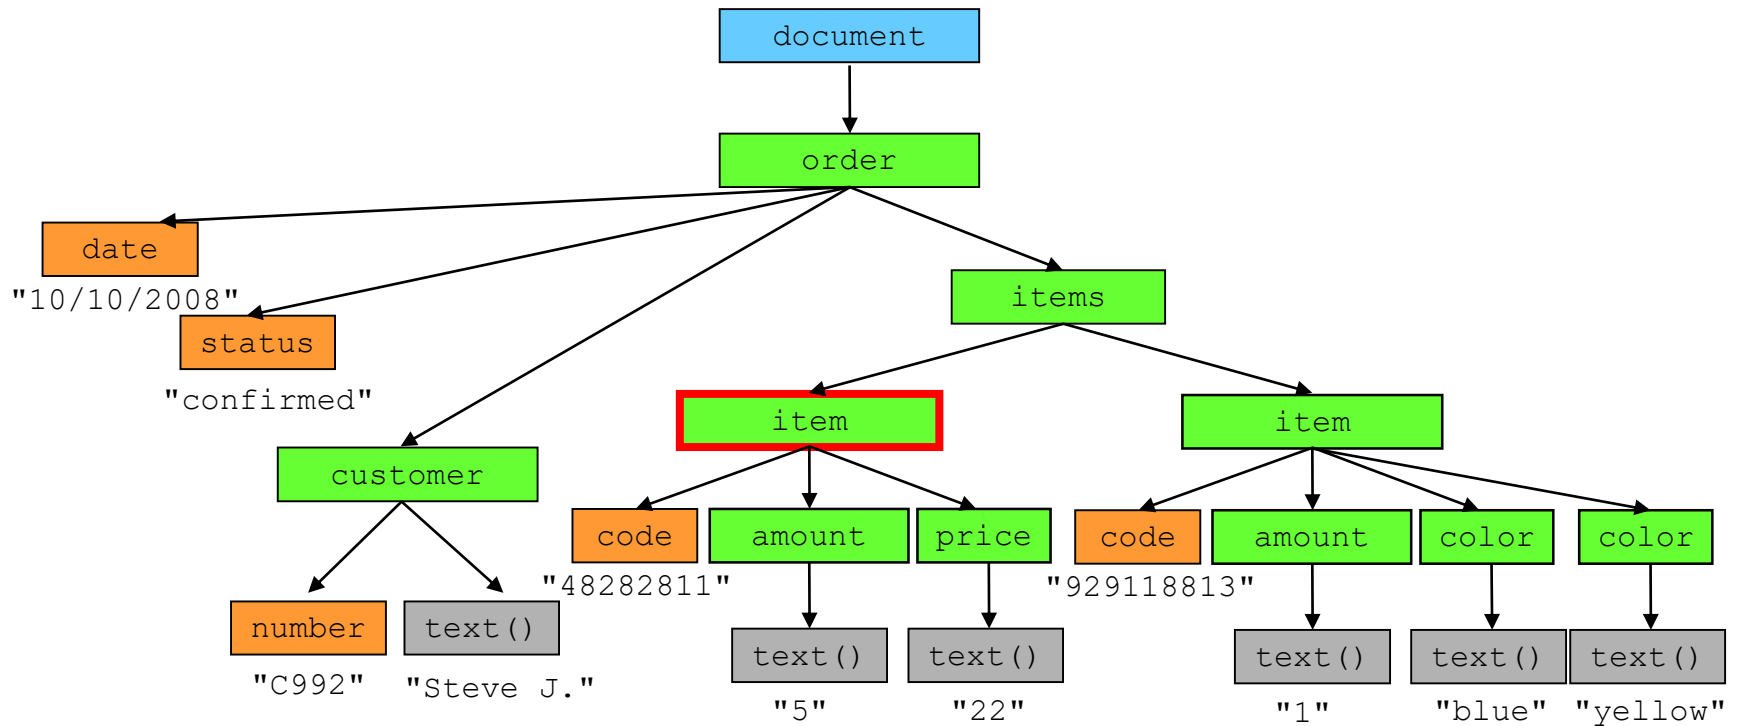 document
order
date
"10/10/2008"
items
status
"confirmed"
item
item
customer
code
amount
price
code
amount
color
color
"48282811"
"929118813"
number
text()
text()
text()
text()
text()
text()
"C992"
"Steve J."
"5"
"22"
"1"
"blue"
"yellow"